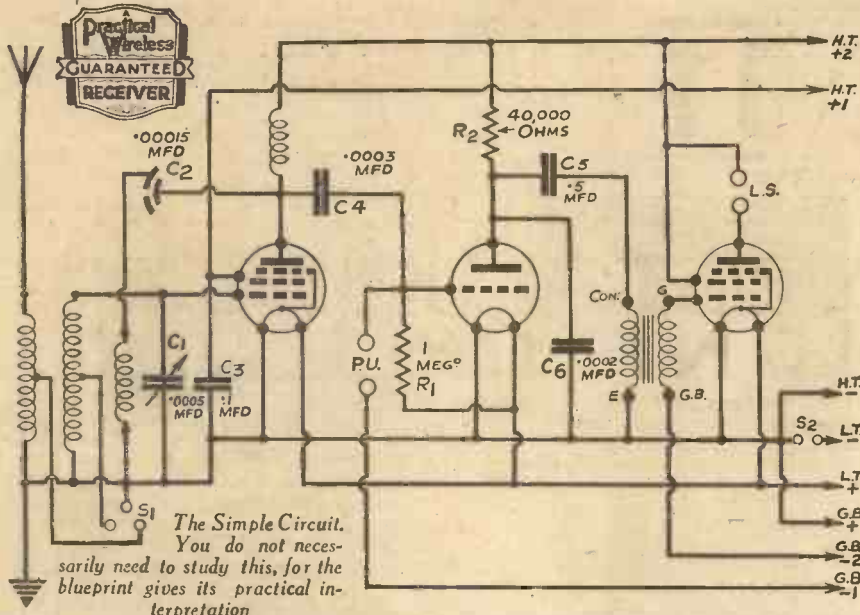 A
Practical
Wireless
GUARANTEED
RECEIVER
H.T.
+2
H.T.
+1
.00015
MFD
C2
.0003
MFD
C4
R2
40,000
OHMS
C5
.5
MFD
L.S.
C1
.0005
MFD
C3
.1
MFD
P.U.
1
MEGº
R1
C6
.0002
MFD
CON.
G
E
G.B.
S2
H.T.
-
L.T.
-
L.T.
+
G.B.
+
G.B.
-2
G.B.
-1
S1
The Simple Circuit.
You do not neces-
sarily need to study this, for the
blueprint gives its practical in-
terpretation